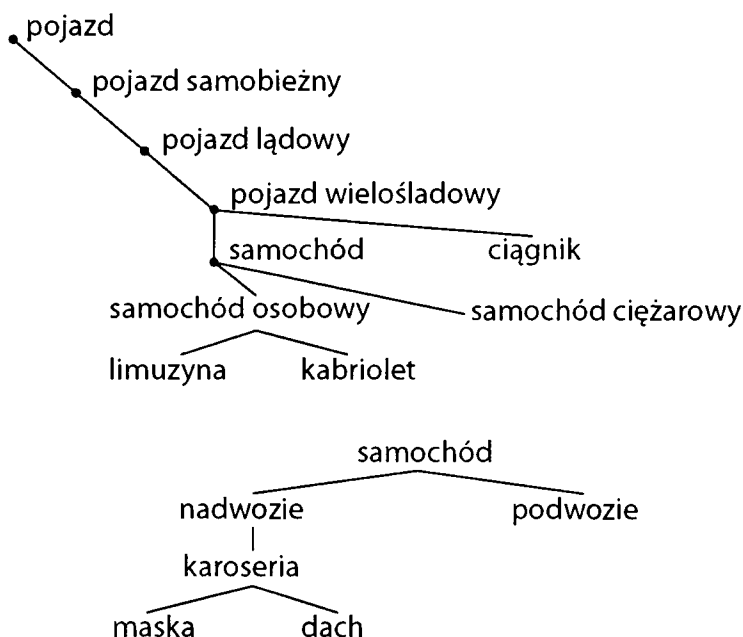 pojazd
pojazd samobieżny
pojazd lądowy
pojazd wielośladowy
samochód ciągnik
samochód osobowy samochód ciężarowy
limuzyna kabriolet
samochód
nadwozie podwozie
karoseria
maska dach